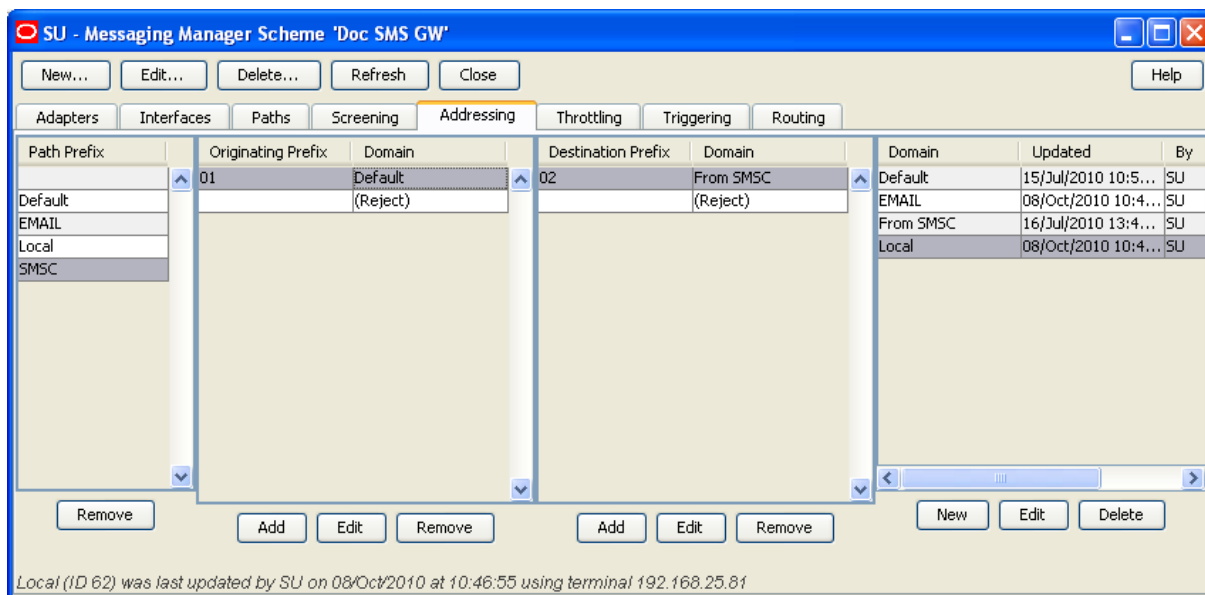 SU - Messaging Manager Scheme 'Doc SMS GW'
New... Edit... Delete... Refresh Close Help
Adapters Interfaces Paths Screening Addressing Throttling Triggering Routing
Path Prefix Originating Prefix Domain Destination Prefix Domain Domain Updated By
01 Default 02 From SMSC Default 15/Jul/2010 10:5... SU
Default (Reject) (Reject) EMAIL 08/Oct/2010 10:4... SU
EMAIL From SMSC 16/Jul/2010 13:4... SU
Local Local 08/Oct/2010 10:4... SU
SMSC
Remove Add Edit Remove Add Edit Remove New Edit Delete
Local (ID 62) was last updated by SU on 08/Oct/2010 at 10:46:55 using terminal 192.168.25.81